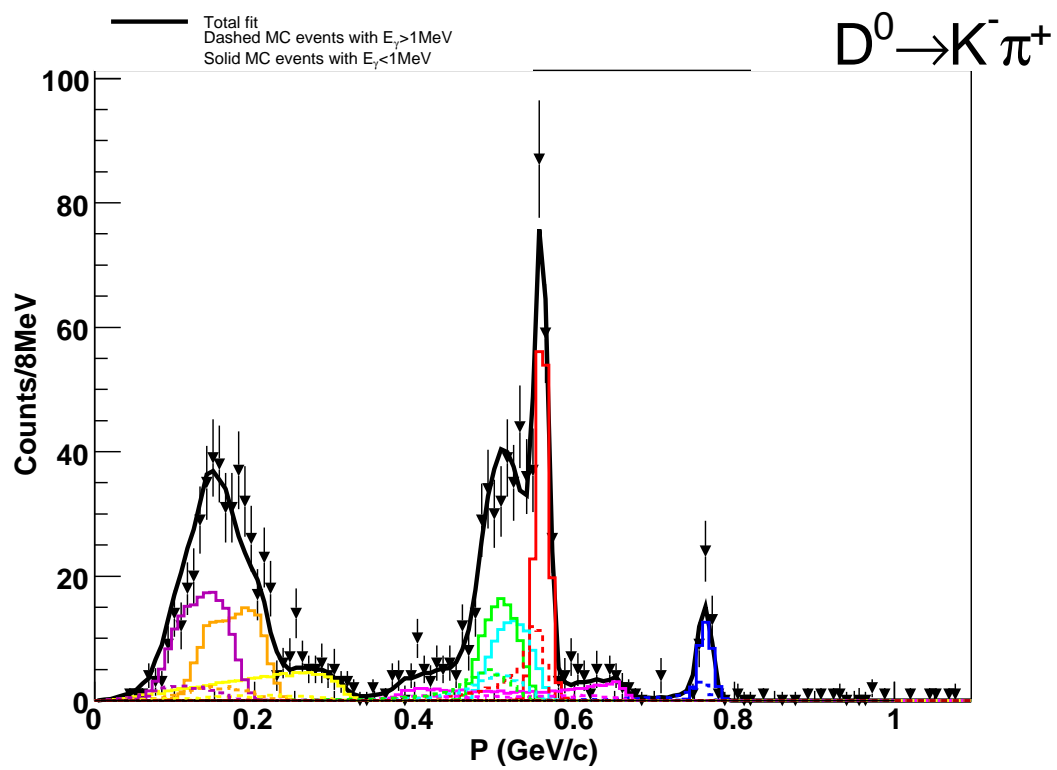 Total fit
Dashed MC events with Eγ>1MeV
Solid MC events with Eγ<1MeV
D⁰→K⁻π⁺
100
80
60
40
20
0
Counts/8MeV
0 0.2 0.4 0.6 0.8 1
P (GeV/c)